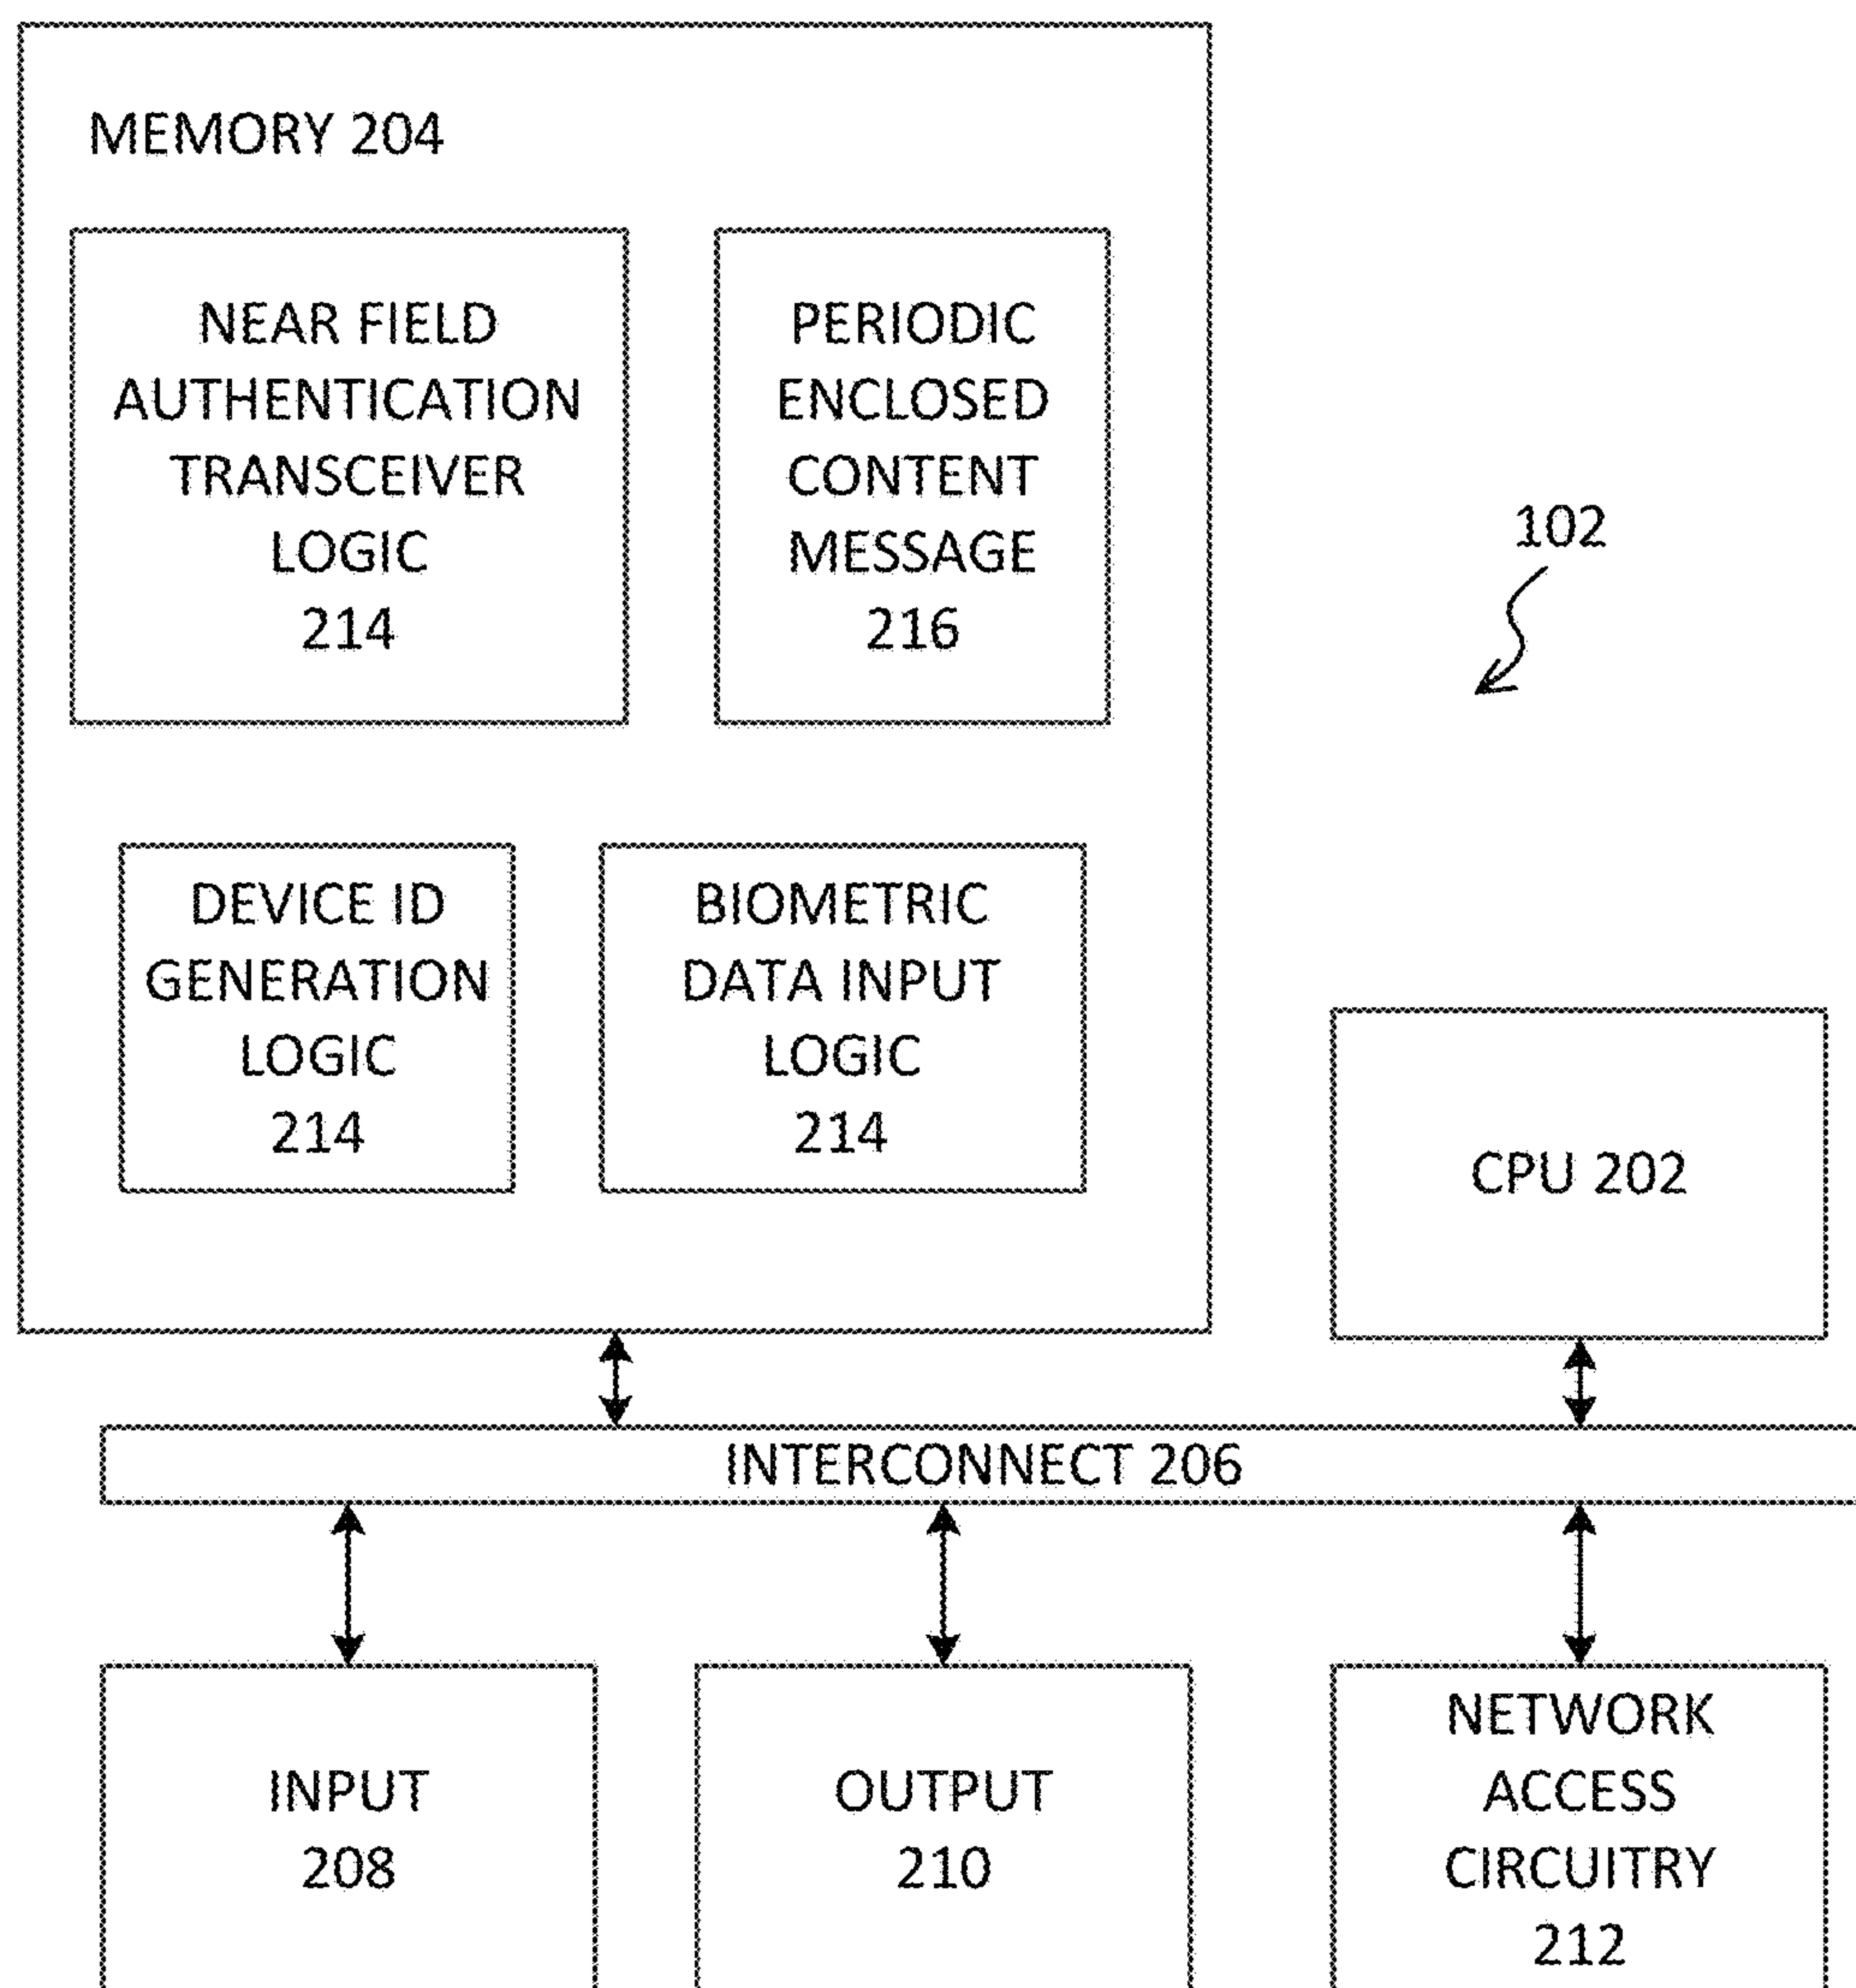 MEMORY 204
NEAR FIELD
AUTHENTICATION
TRANSCEIVER
LOGIC
214
PERIODIC
ENCLOSED
CONTENT
MESSAGE
216
102
DEVICE ID
GENERATION
LOGIC
214
BIOMETRIC
DATA INPUT
LOGIC
214
CPU 202
INTERCONNECT 206
INPUT
208
OUTPUT
210
NETWORK
ACCESS
CIRCUITRY
212